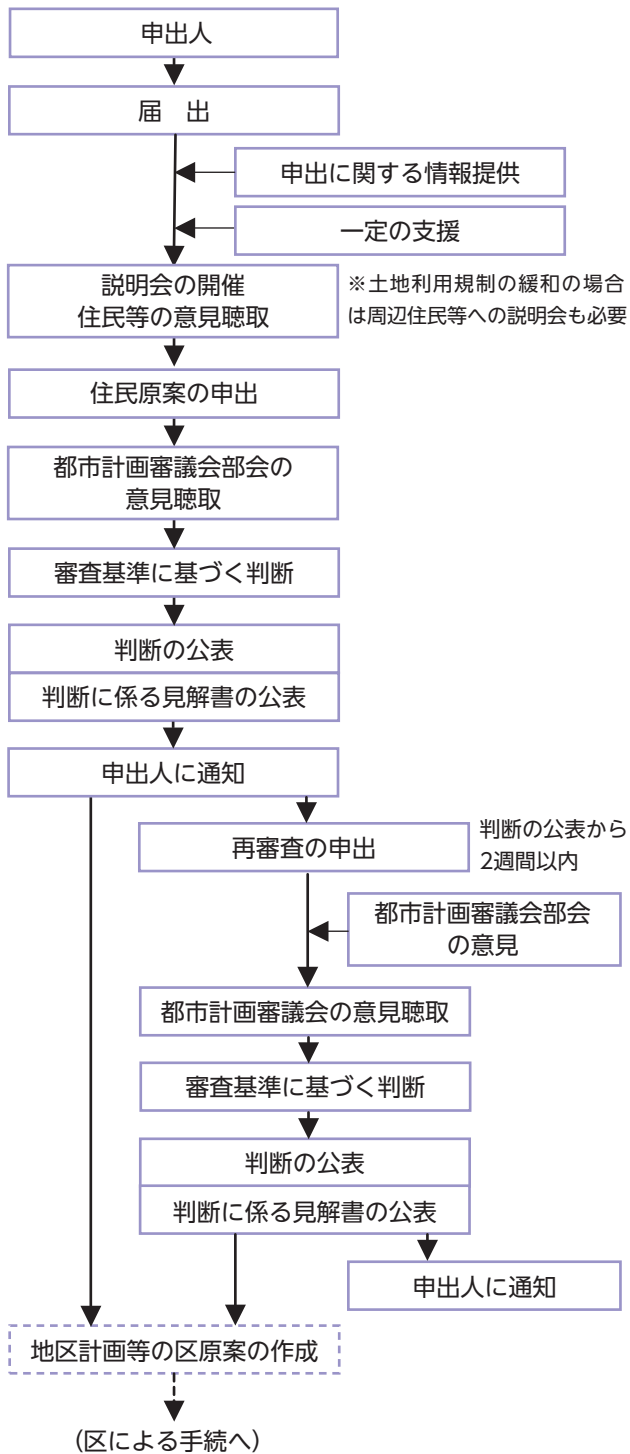 申出人
届　出
申出に関する情報提供
一定の支援
説明会の開催
住民等の意見聴取
※土地利用規制の緩和の場合
は周辺住民等への説明会も必要
住民原案の申出
都市計画審議会部会の
意見聴取
審査基準に基づく判断
判断の公表
判断に係る見解書の公表
申出人に通知
再審査の申出
判断の公表から
2週間以内
都市計画審議会部会
の意見
都市計画審議会の意見聴取
審査基準に基づく判断
判断の公表
判断に係る見解書の公表
申出人に通知
地区計画等の区原案の作成
（区による手続へ）